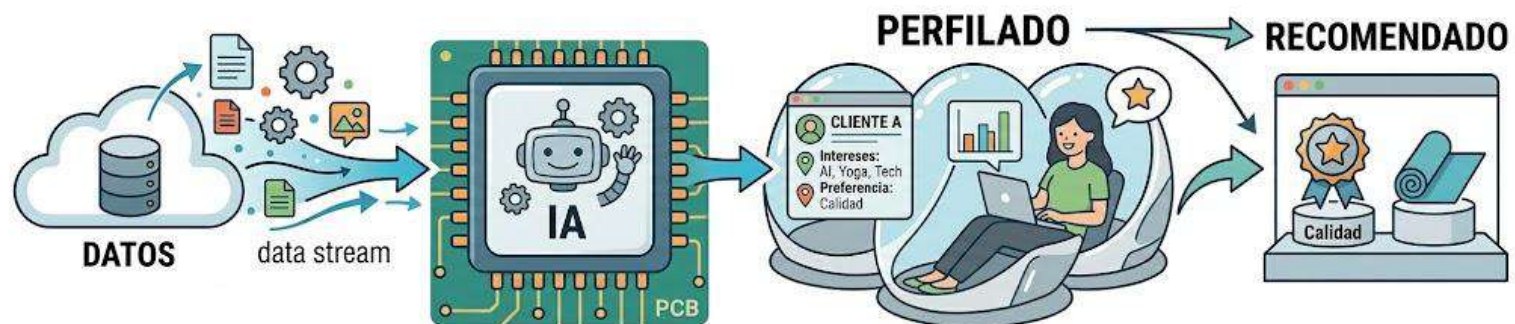 DATOS
data stream
IA
PCB
PERFILADO
CLIENTE A
Intereses:
AI, Yoga, Tech
Preferencia:
Calidad
RECOMENDADO
Calidad